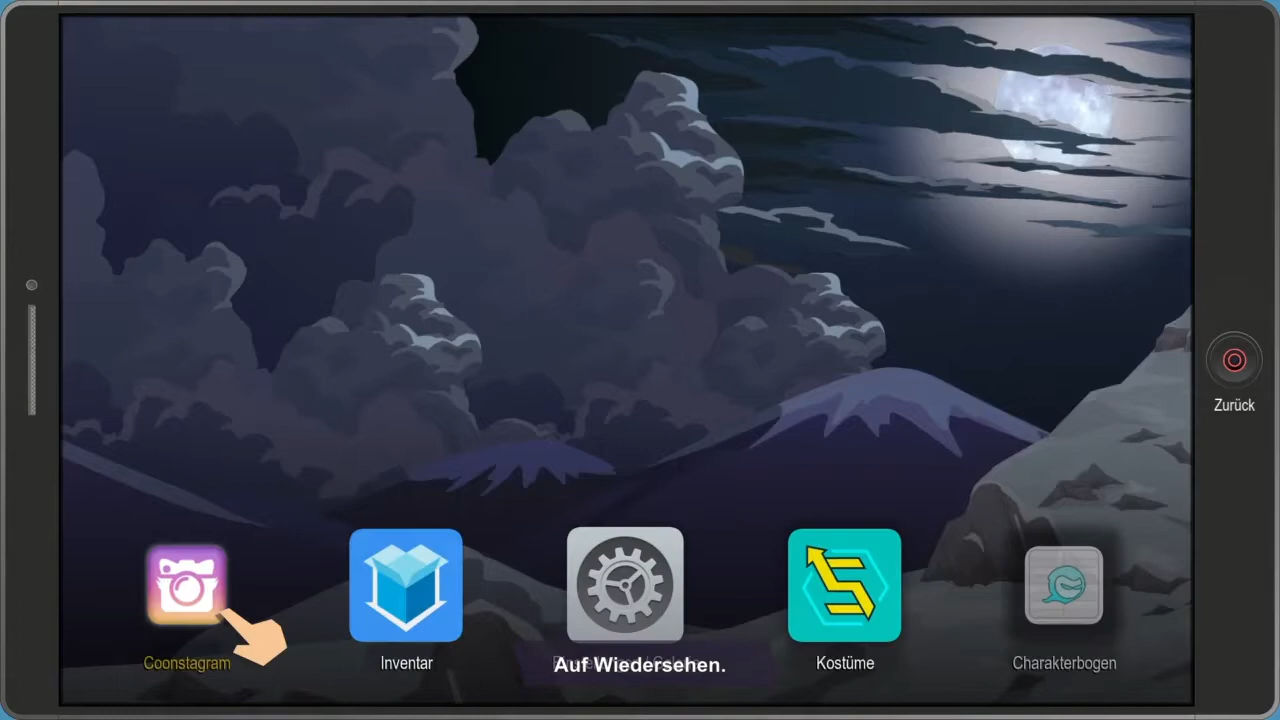 Zurück
Coonstagram
Inventar
Auf Wiedersehen.
Kostüme
Charakterbogen